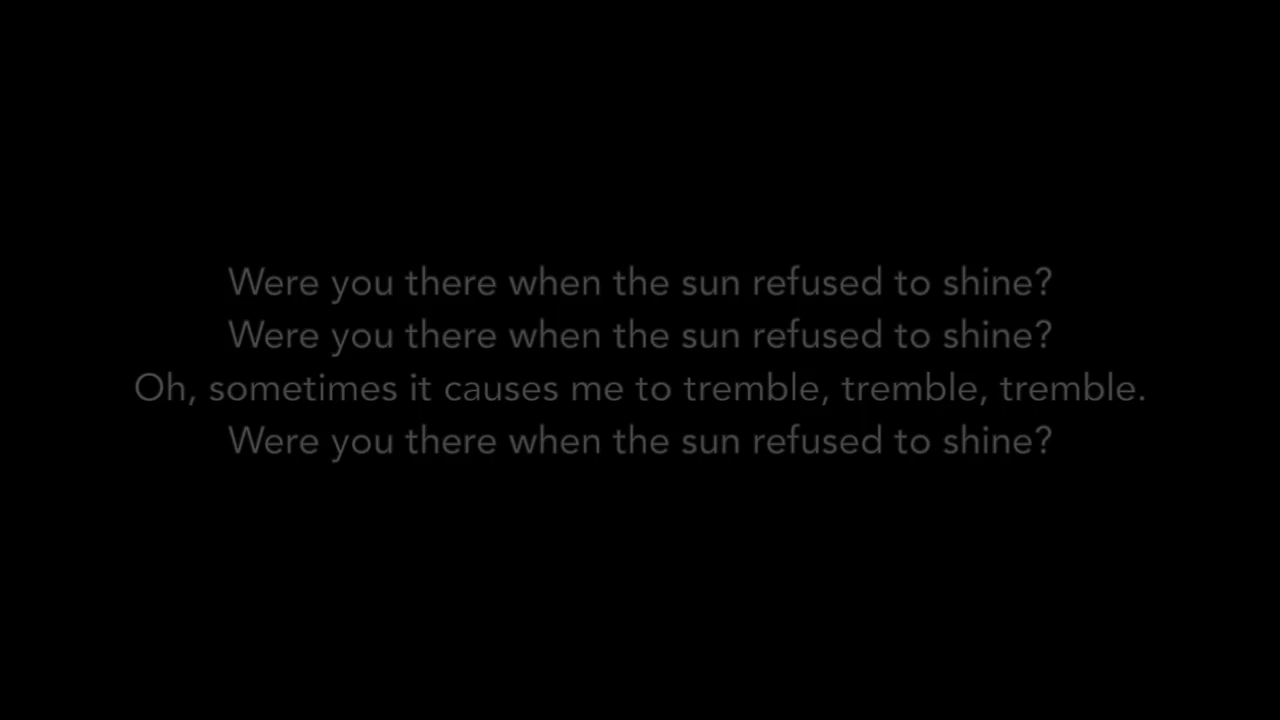 Were you there when the sun refused to shine?
Were you there when the sun refused to shine?
Oh, sometimes it causes me to tremble, tremble, tremble.
Were you there when the sun refused to shine?